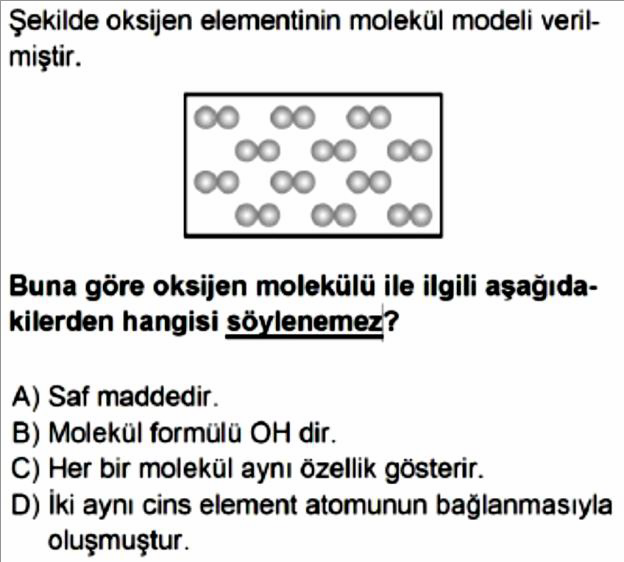 Şekilde oksijen elementinin molekül modeli veril-
miştir.
Buna göre oksijen molekülü ile ilgili aşağıda-
kilerden hangisi söylenemez?
A) Saf maddedir.
B) Molekül formülü OH dir.
C) Her bir molekül aynı özellik gösterir.
D) İki aynı cins element atomunun bağlanmasıyla
oluşmuştur.